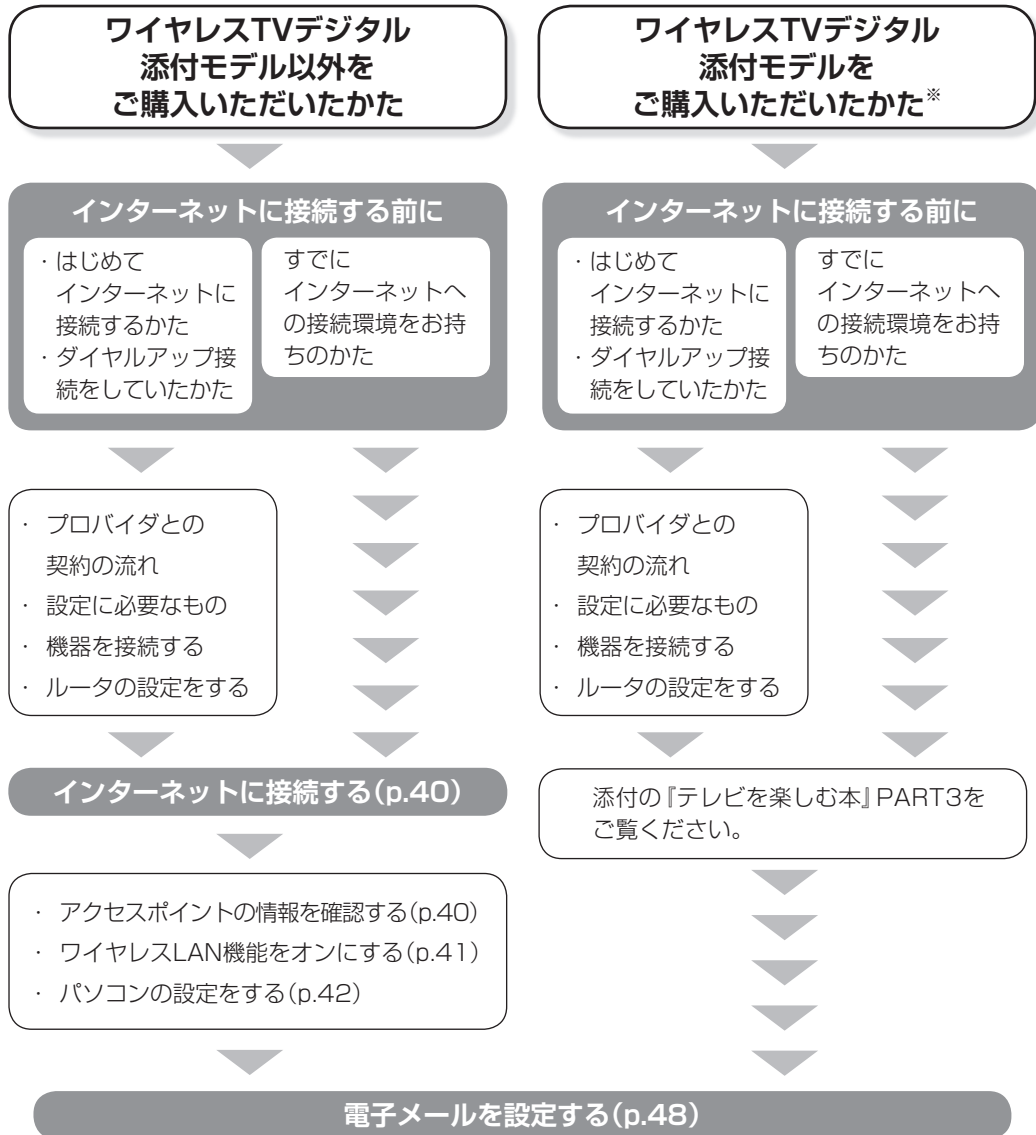 ワイヤレスTVデジタル
添付モデル以外を
ご購入いただいたかた
インターネットに接続する前に
・はじめて
インターネットに
接続するかた
・ダイヤルアップ接
続をしていたかた
すでに
インターネットへ
の接続環境をお持
ちのかた
・ プロバイダとの
契約の流れ
・ 設定に必要なもの
・ 機器を接続する
・ ルータの設定をする
インターネットに接続する(p.40)
・ アクセスポイントの情報を確認する(p.40)
・ ワイヤレスLAN機能をオンにする(p.41)
・ パソコンの設定をする(p.42)
ワイヤレスTVデジタル
添付モデルを
ご購入いただいたかた※
インターネットに接続する前に
・はじめて
インターネットに
接続するかた
・ダイヤルアップ接
続をしていたかた
すでに
インターネットへ
の接続環境をお持
ちのかた
・ プロバイダとの
契約の流れ
・ 設定に必要なもの
・ 機器を接続する
・ ルータの設定をする
添付の『テレビを楽しむ本』PART3を
ご覧ください。
電子メールを設定する(p.48)